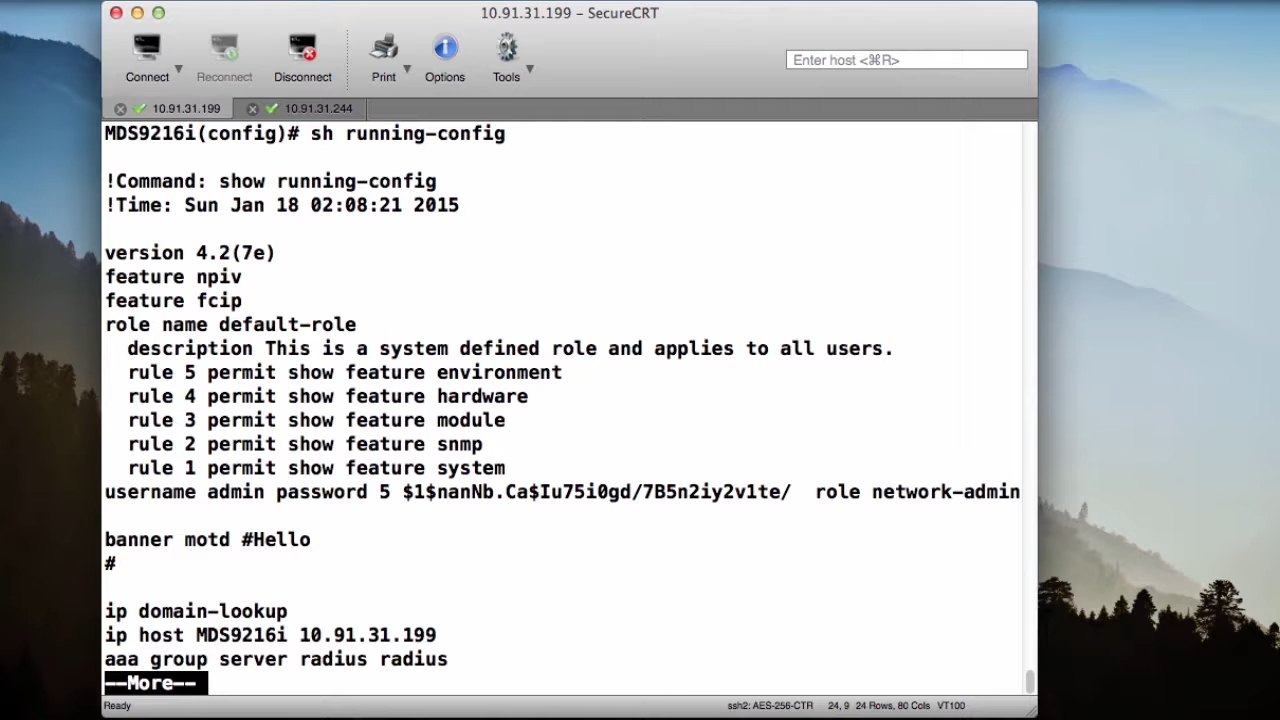 10.91.31.199 – SecureCRT
Connect
Reconnect
Disconnect
Print
Options
Tools
Enter host <⌘R>
10.91.31.199
10.91.31.244
MDS9216i(config)# sh running-config
!Command: show running-config
!Time: Sun Jan 18 02:08:21 2015
version 4.2(7e)
feature npiv
feature fcip
role name default-role
description This is a system defined role and applies to all users.
rule 5 permit show feature environment
rule 4 permit show feature hardware
rule 3 permit show feature module
rule 2 permit show feature snmp
rule 1 permit show feature system
username admin password 5 $1$nanNb.Ca$Iu75i0gd/7B5n2iy2v1te/  role network-admin
banner motd #Hello
#
ip domain-lookup
ip host MDS9216i 10.91.31.199
aaa group server radius radius
--More--
Ready
ssh2: AES-256-CTR
24, 9
24 Rows, 80 Cols
VT100